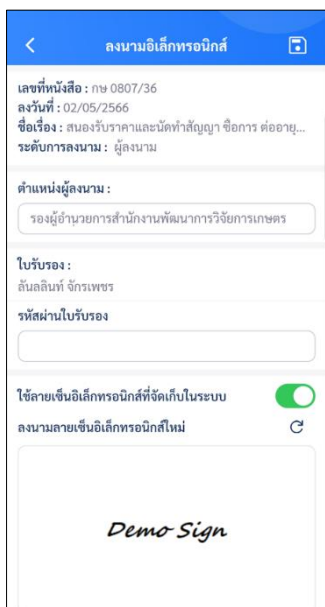 ลงนามอิเล็กทรอนิกส์
เลขที่หนังสือ : กษ 0807/36
ลงวันที่ : 02/05/2566
ชื่อเรื่อง : สนองรับราคาและนัดทำสัญญา ซื้อการ ต่ออายุ...
ระดับการลงนาม : ผู้ลงนาม
ตำแหน่งผู้ลงนาม :
รองผู้อำนวยการสำนักงานพัฒนาการวิจัยการเกษตร
ใบรับรอง :
ลันลลินท์ จักรเพชร
รหัสผ่านใบรับรอง
ใช้ลายเซ็นอิเล็กทรอนิกส์ที่จัดเก็บในระบบ
ลงนามลายเซ็นอิเล็กทรอนิกส์ใหม่
Demo Sign